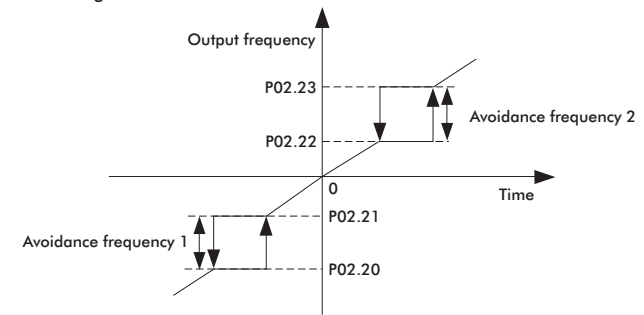 Output frequency
P02.23
Avoidance frequency 2
P02.22
0
Time
P02.21
Avoidance frequency 1
P02.20